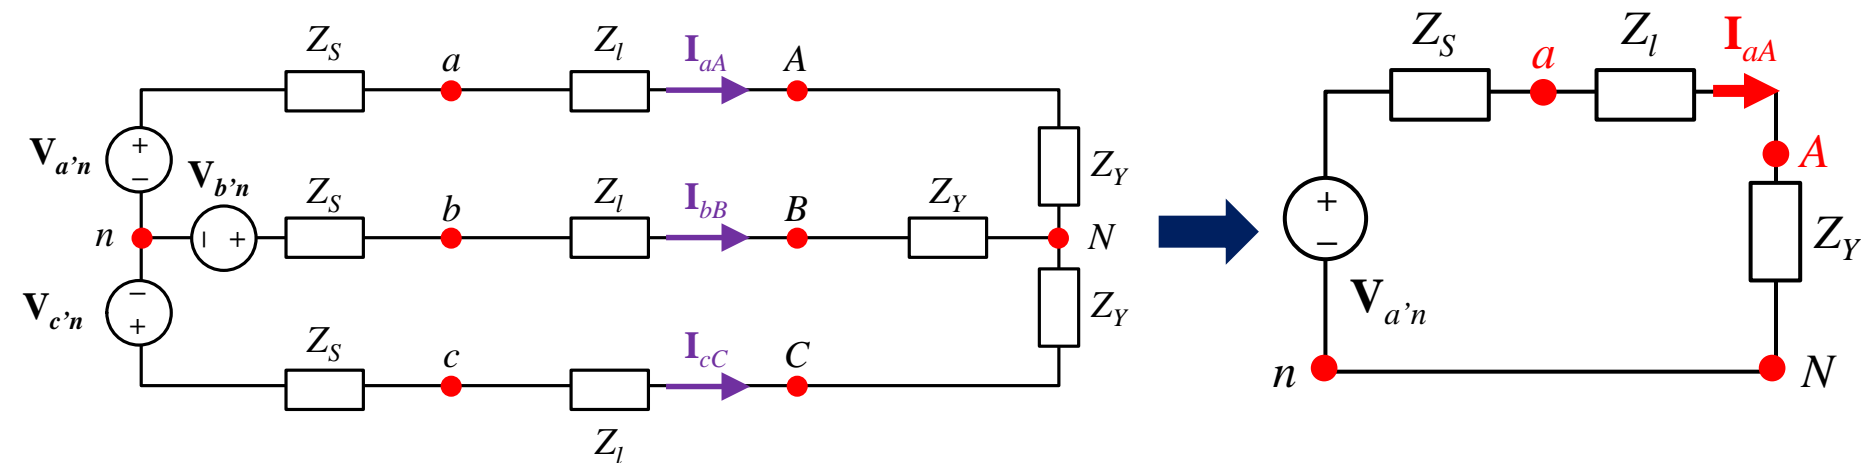 Z_S Z_l I_aA
a A
V_a'n + −
V_b'n
Z_S Z_l I_bB
b B Z_Y Z_Y
n − + N
V_c'n − +
Z_S Z_l I_cC
c C Z_Y
Z_S a Z_l I_aA
A
+ − Z_Y
V_a'n
n N